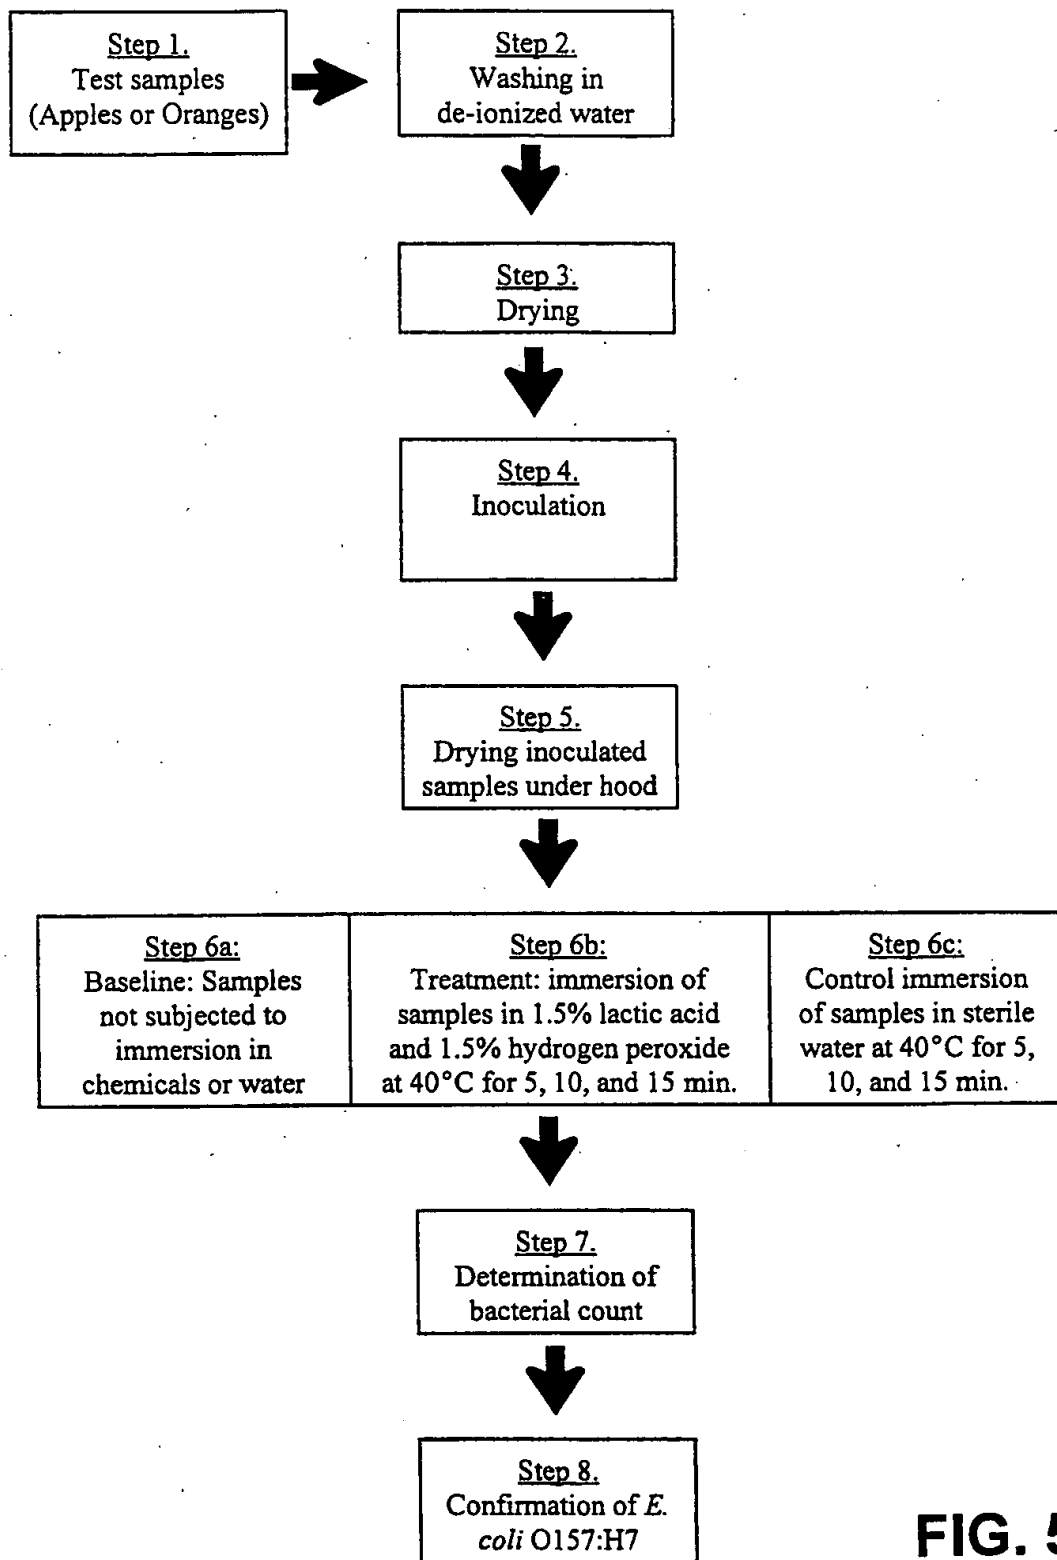 Step 1.
Test samples
(Apples or Oranges)
Step 2.
Washing in
de-ionized water
Step 3.
Drying
Step 4.
Inoculation
Step 5.
Drying inoculated
samples under hood
Step 6a:
Baseline: Samples
not subjected to
immersion in
chemicals or water
Step 6b:
Treatment: immersion of
samples in 1.5% lactic acid
and 1.5% hydrogen peroxide
at 40°C for 5, 10, and 15 min.
Step 6c:
Control immersion
of samples in sterile
water at 40°C for 5,
10, and 15 min.
Step 7.
Determination of
bacterial count
Step 8.
Confirmation of E.
coli O157:H7
FIG. 5